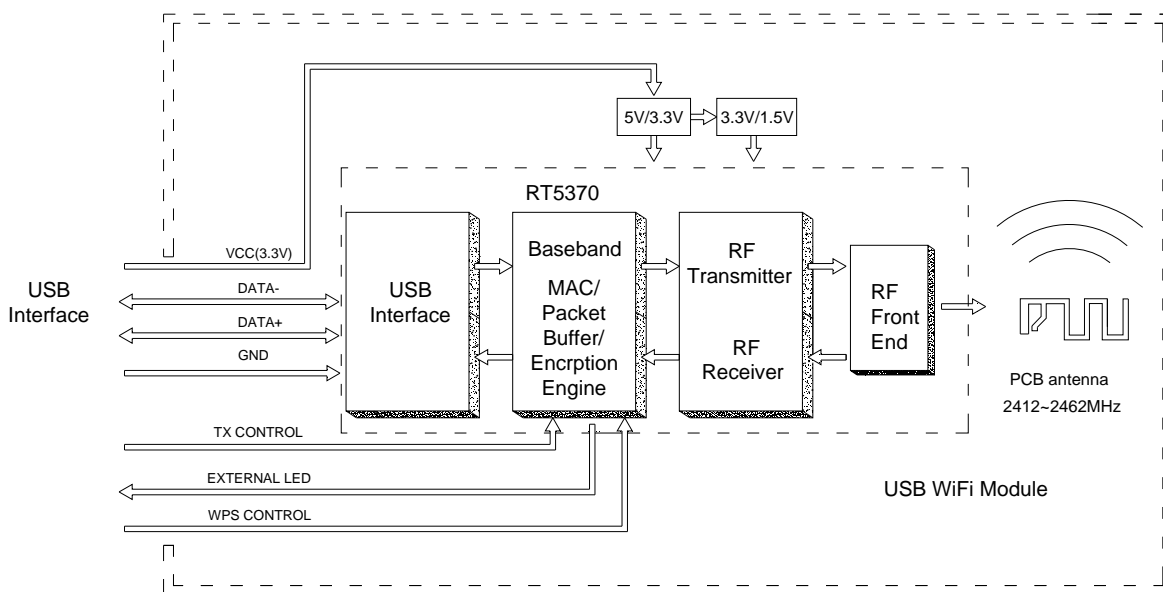 5V/3.3V
3.3V/1.5V
RT5370
VCC(3.3V)
USB
Interface
DATA-
DATA+
GND
USB
Interface
Baseband
MAC/
Packet
Buffer/
Encrption
Engine
RF
Transmitter
RF
Receiver
RF
Front
End
PCB antenna
2412~2462MHz
TX CONTROL
EXTERNAL LED
WPS CONTROL
USB WiFi Module